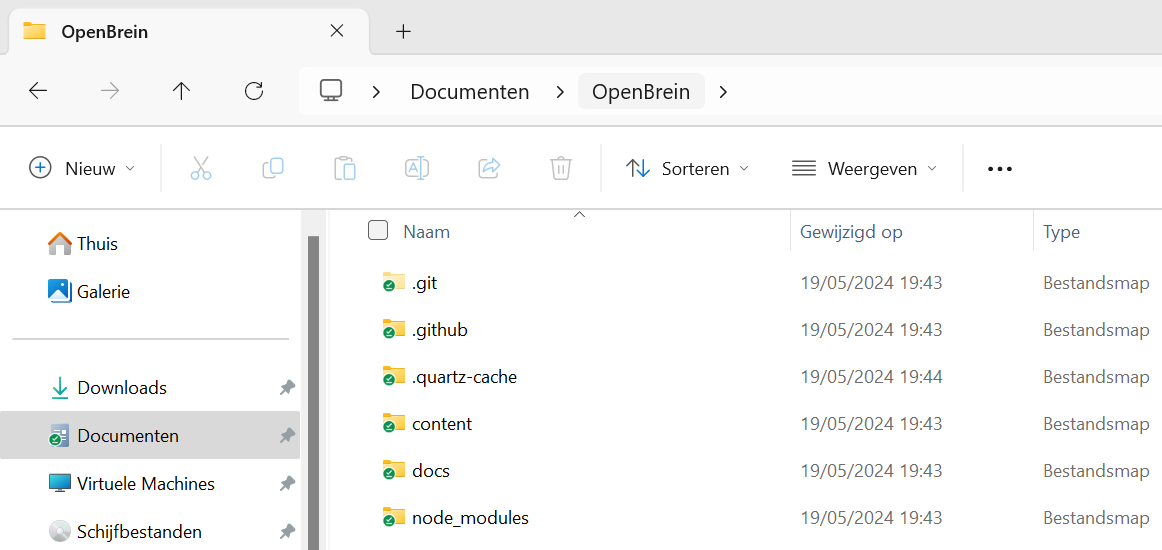 OpenBrein
Documenten OpenBrein
Nieuw Sorteren Weergeven
Thuis
Galerie
Downloads
Documenten
Virtuele Machines
Schijfbestanden
Naam Gewijzigd op Type
.git 19/05/2024 19:43 Bestandsmap
.github 19/05/2024 19:43 Bestandsmap
.quartz-cache 19/05/2024 19:44 Bestandsmap
content 19/05/2024 19:43 Bestandsmap
docs 19/05/2024 19:43 Bestandsmap
node_modules 19/05/2024 19:43 Bestandsmap